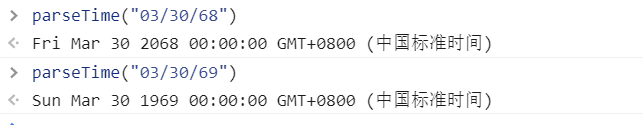 > parseTime("03/30/68")
Fri Mar 30 2068 00:00:00 GMT+0800 (中国标准时间)
> parseTime("03/30/69")
Sun Mar 30 1969 00:00:00 GMT+0800 (中国标准时间)